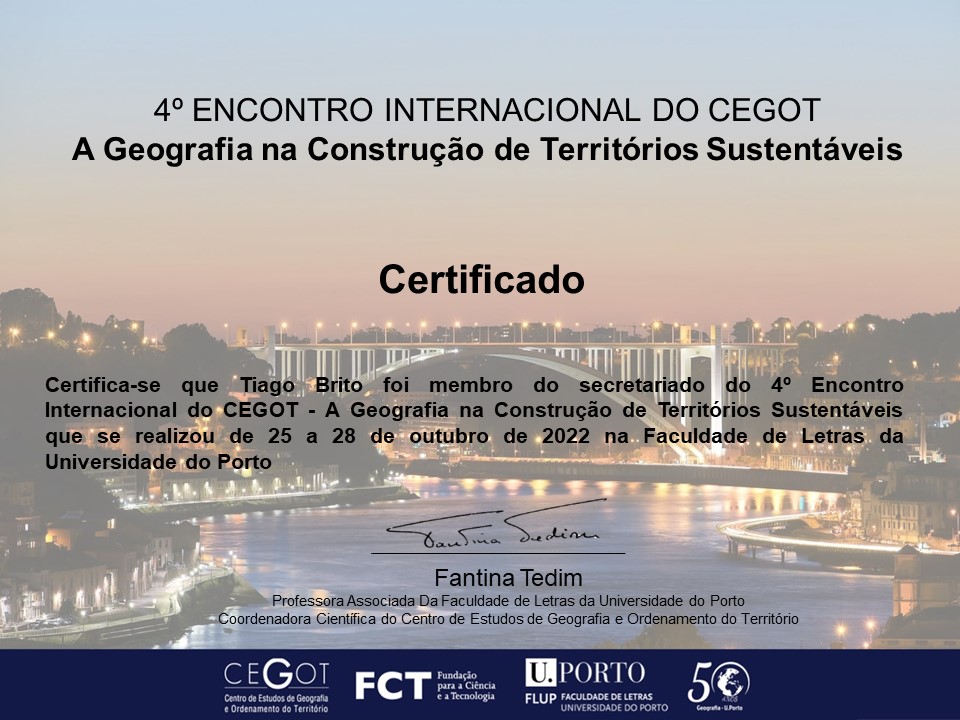 4º ENCONTRO INTERNACIONAL DO CEGOT
A Geografia na Construção de Territórios Sustentáveis
Certificado
Certifica-se que Tiago Brito foi membro do secretariado do 4º Encontro
Internacional do CEGOT - A Geografia na Construção de Territórios Sustentáveis
que se realizou de 25 a 28 de outubro de 2022 na Faculdade de Letras da
Universidade do Porto
Fantina Tedim
Fantina Tedim
Professora Associada Da Faculdade de Letras da Universidade do Porto
Coordenadora Científica do Centro de Estudos de Geografia e Ordenamento do Território
CEGOT
Centro de Estudos de Geografia
e Ordenamento do Território
FCT
Fundação
para a Ciência
e a Tecnologia
U.PORTO
FLUP
FACULDADE DE LETRAS
UNIVERSIDADE DO PORTO
50
Geografia - U.Porto